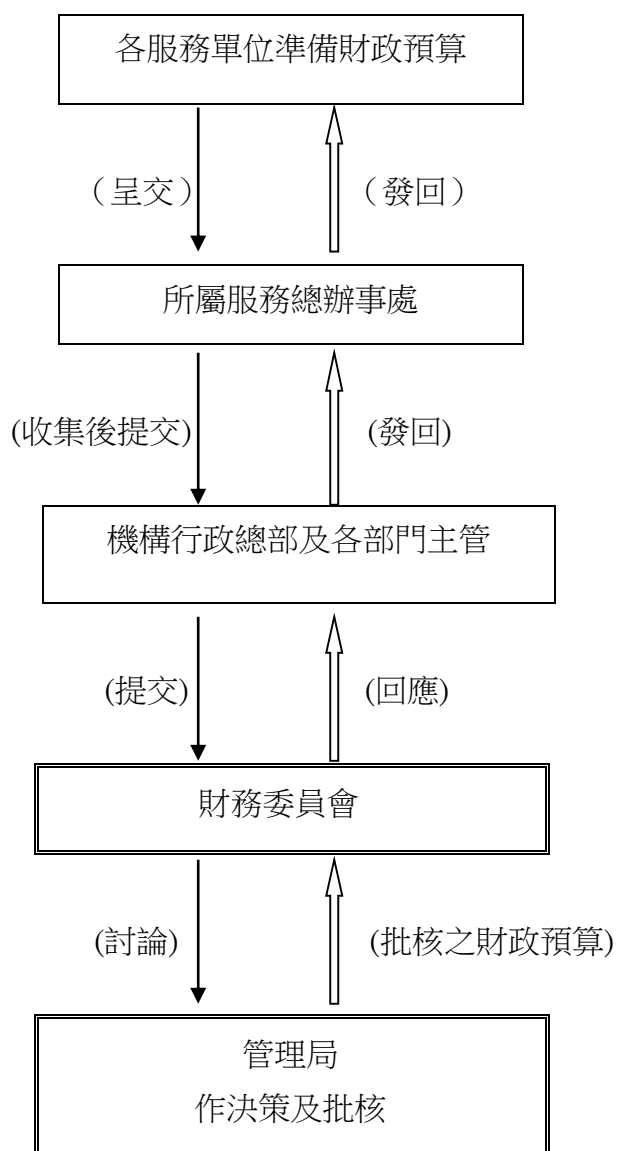 各服務單位準備財政預算
（呈交）
（發回）
所屬服務總辦事處
(收集後提交)
(發回)
機構行政總部及各部門主管
(提交)
(回應)
財務委員會
(討論)
(批核之財政預算)
管理局
作決策及批核